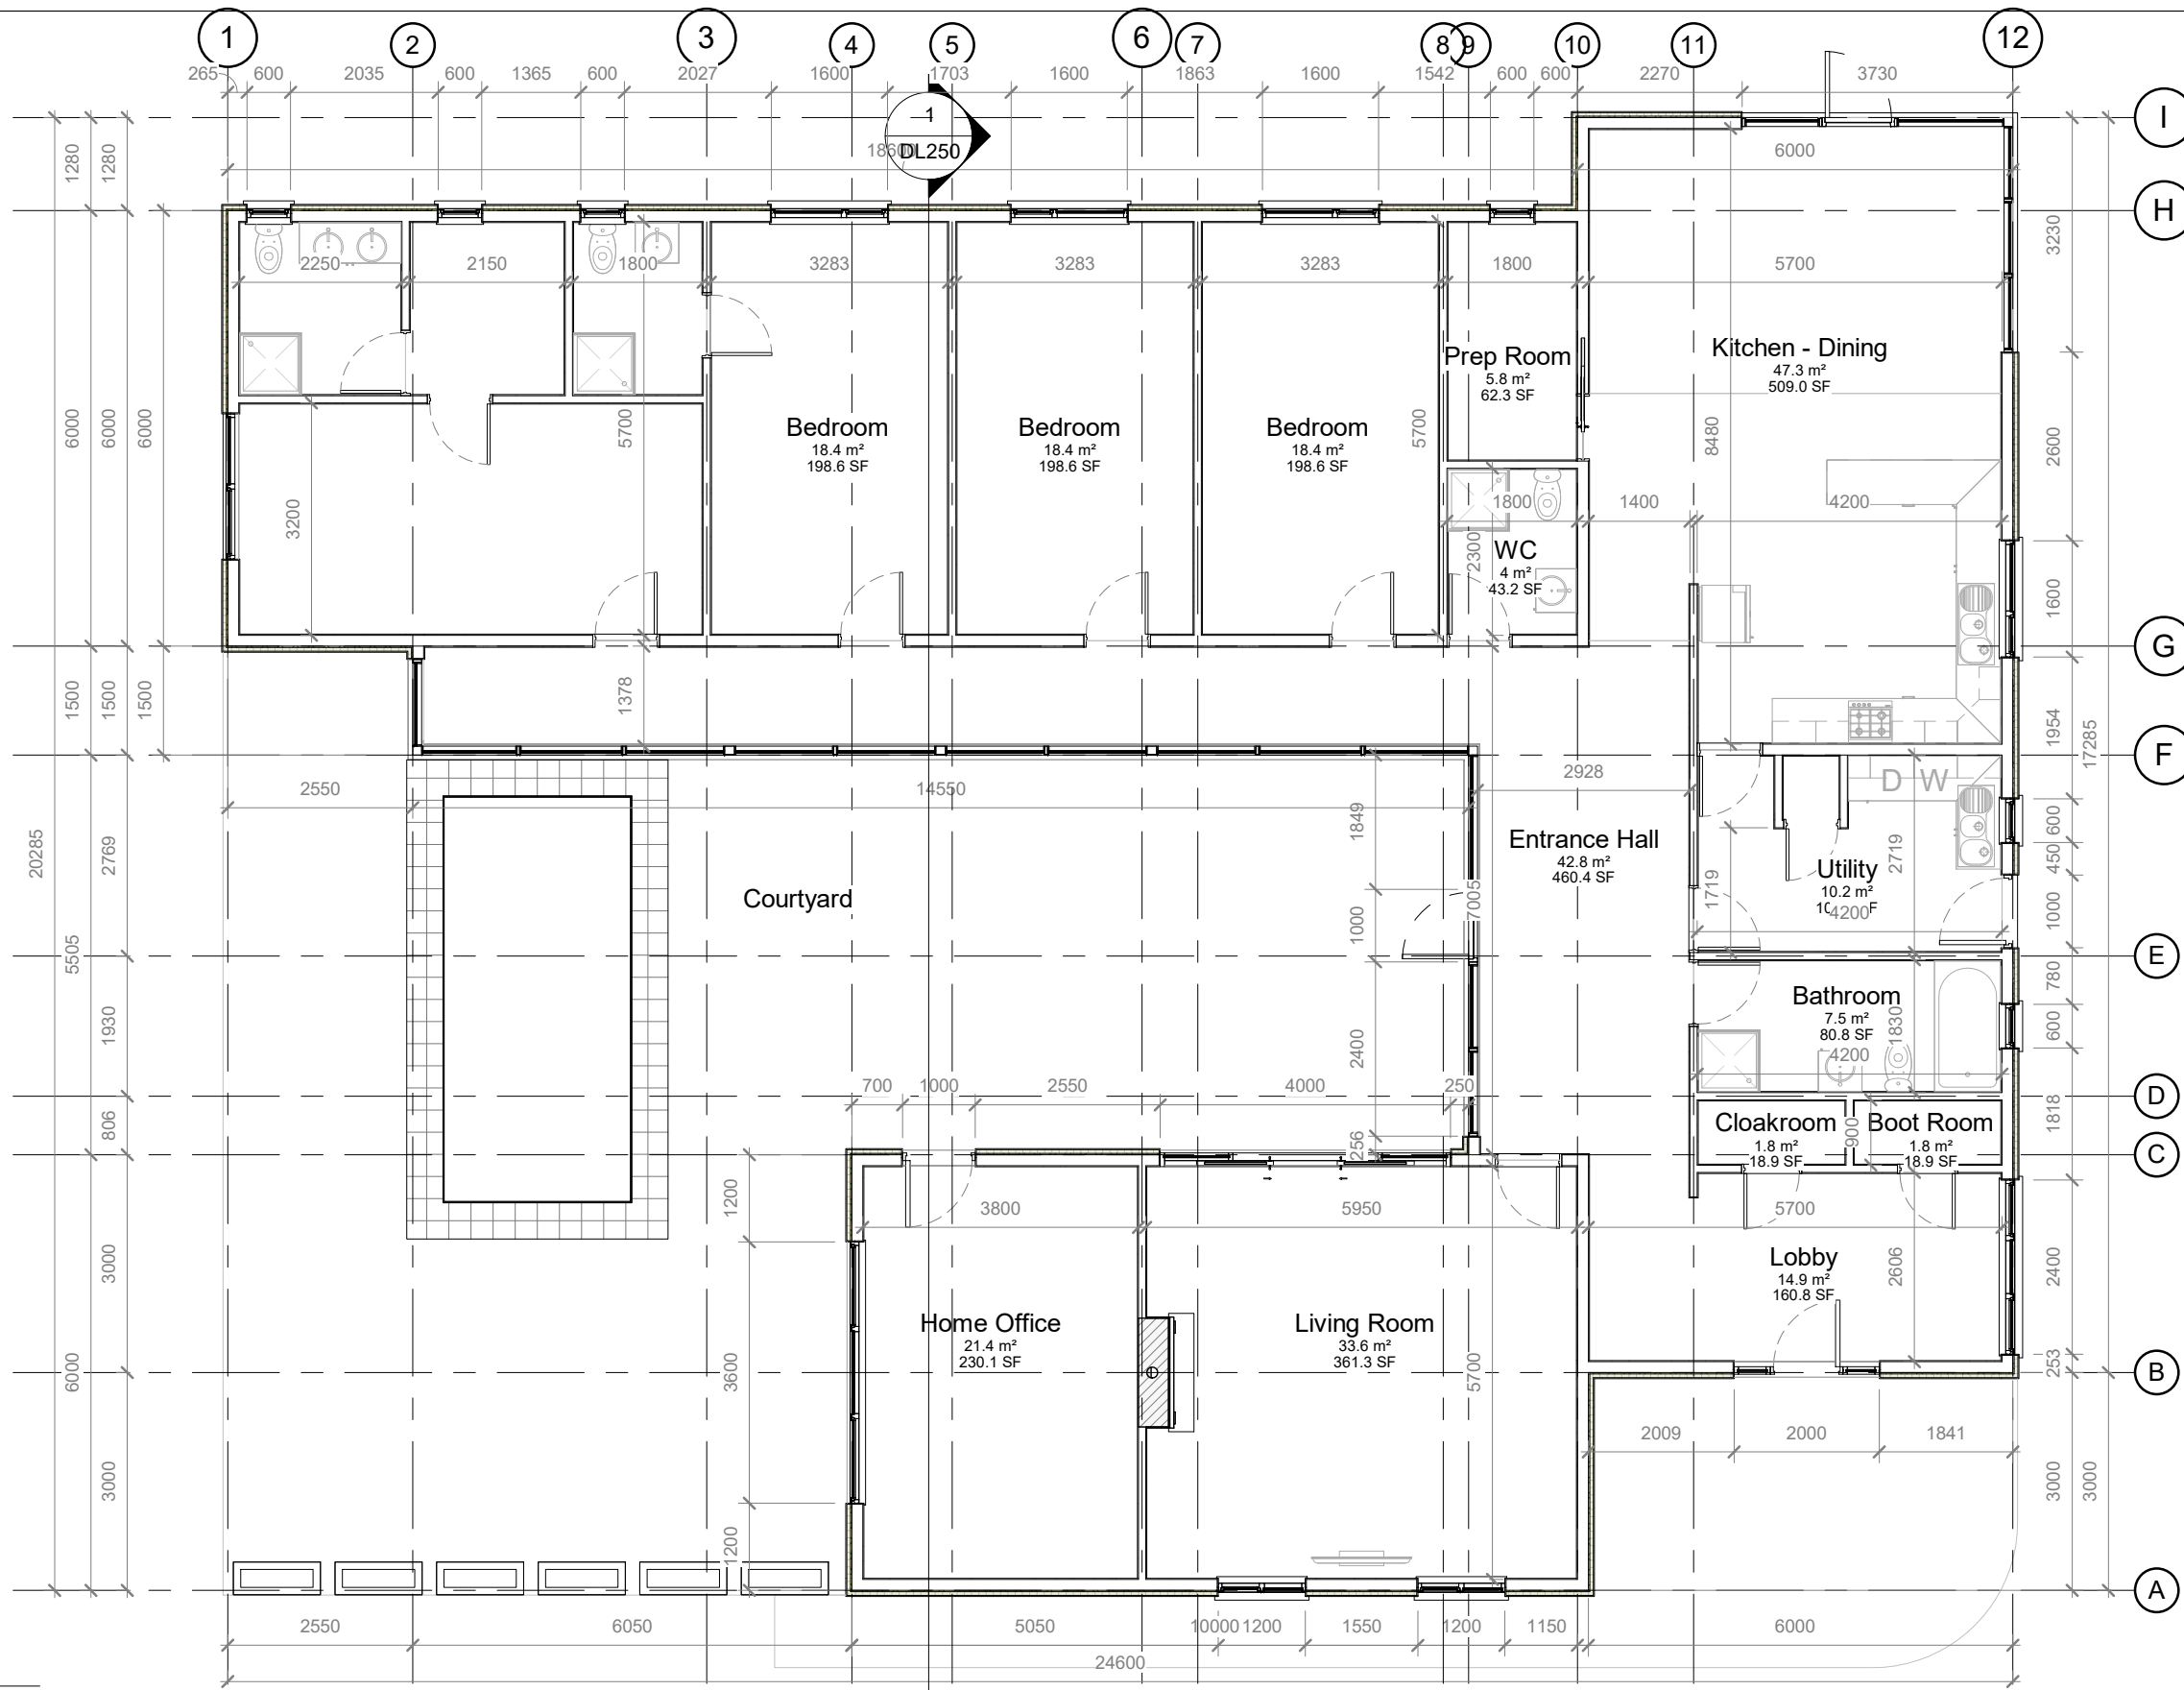 1 2 3 4 5 6 7 8 9 10 11 12
265 600 2035 600 1365 600 2027 1600 1703 1600 1863 1600 1542 600 600 2270 3730
1
DL250
6000
I
1280 1280
H
2250 2150 1800 3283 3283 3283 1800 5700
3230
Prep Room
5.8 m²
62.3 SF
Kitchen - Dining
47.3 m²
509.0 SF
Bedroom
18.4 m²
198.6 SF
Bedroom
18.4 m²
198.6 SF
Bedroom
18.4 m²
198.6 SF
6000 6000 6000 5700 5700 8480 2600
3200 1800 1400 4200
WC
4 m²
43.2 SF
2300 1600
G
1500 1500 1500 1378 1954 17285
F
2550 14550 2928
D W
20285 2769 1849 2719 600
450
Entrance Hall
42.8 m²
460.4 SF
Utility
10.2 m²
4200
Courtyard
5505 1000 7005 1719 1000
E
1930 2400 780
Bathroom
7.5 m²
80.8 SF
1830
4200
600
700 1000 2550 4000 250
D
806 256 900 1818
Cloakroom
1.8 m²
18.9 SF
Boot Room
1.8 m²
18.9 SF
C
1200 3800 5950 5700
3000 2606 2400
Lobby
14.9 m²
160.8 SF
Home Office
21.4 m²
230.1 SF
Living Room
33.6 m²
361.3 SF
6000 3600 5700 253
B
2009 2000 1841
3000 1200 3000 3000
A
2550 6050 5050 10000 1200 1550 1200 1150 6000
24600